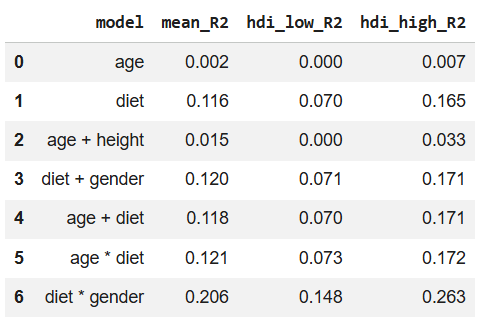 model mean_R2 hdi_low_R2 hdi_high_R2
0 age 0.002 0.000 0.007
1 diet 0.116 0.070 0.165
2 age + height 0.015 0.000 0.033
3 diet + gender 0.120 0.071 0.171
4 age + diet 0.118 0.070 0.171
5 age * diet 0.121 0.073 0.172
6 diet * gender 0.206 0.148 0.263